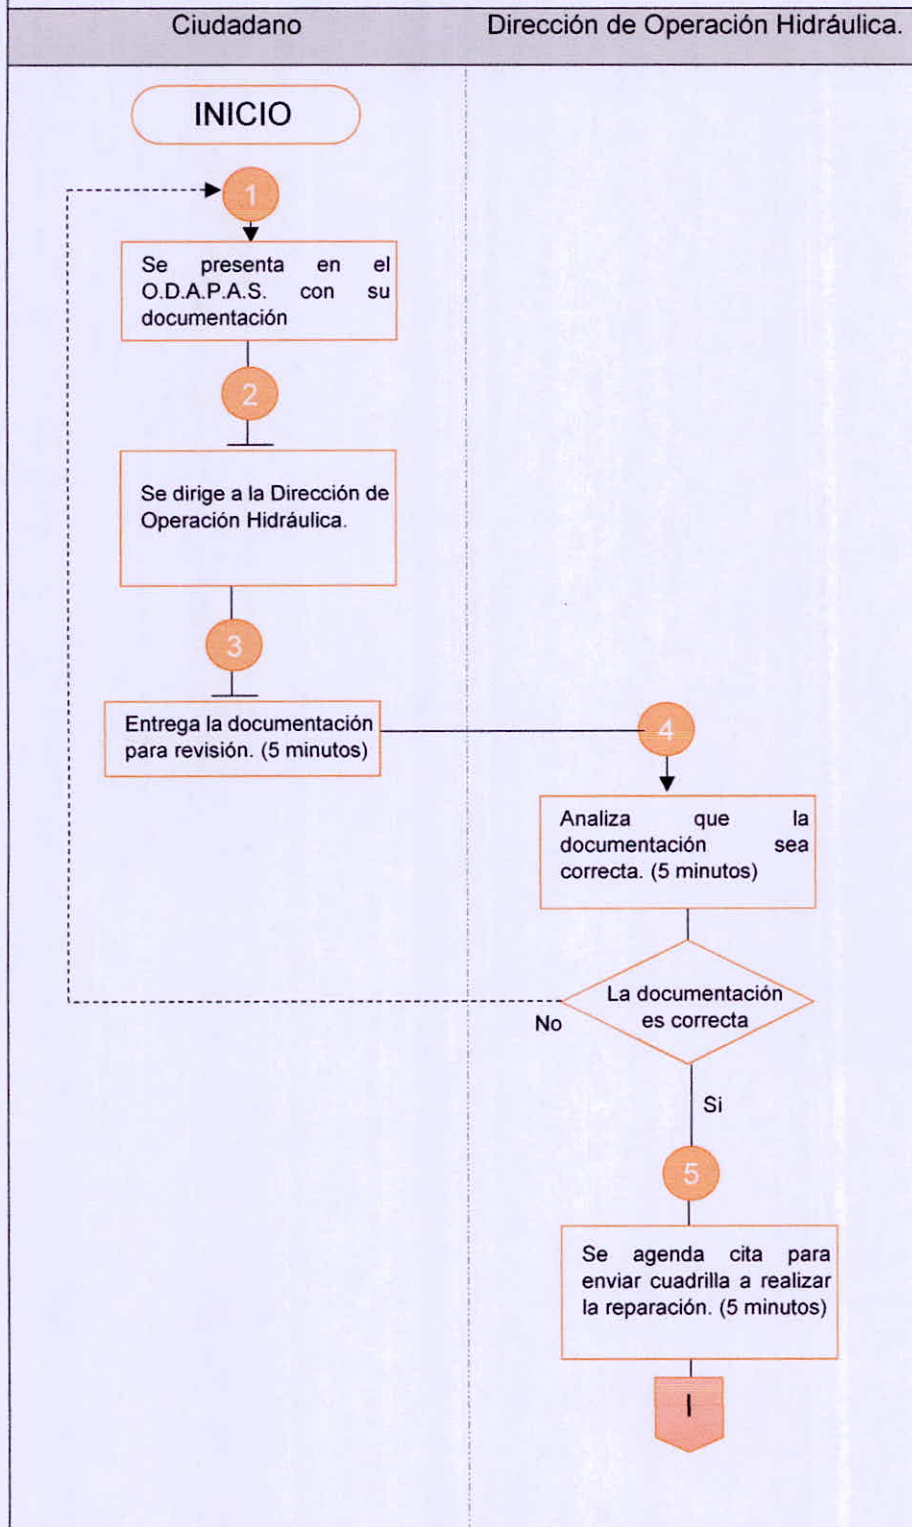 Ciudadano
Dirección de Operación Hidráulica.
INICIO
1
Se presenta en el
O.D.A.P.A.S. con su
documentación
2
Se dirige a la Dirección de
Operación Hidráulica.
3
Entrega la documentación
para revisión. (5 minutos)
4
Analiza que la
documentación sea
correcta. (5 minutos)
La documentación
es correcta
No
Si
5
Se agenda cita para
enviar cuadrilla a realizar
la reparación. (5 minutos)
I